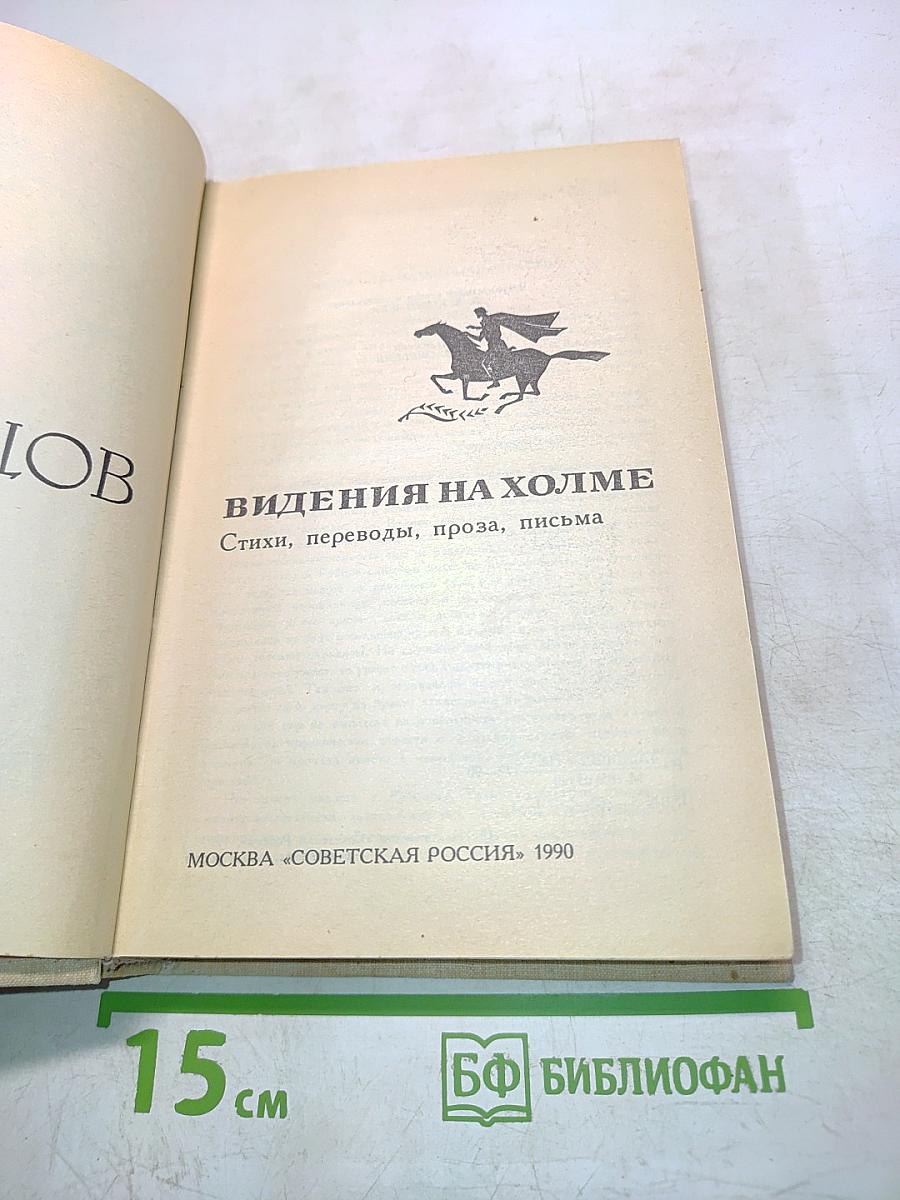 ЦОВ
ВИДЕНИЯ НА ХОЛМЕ
Стихи, переводы, проза, письма
МОСКВА «СОВЕТСКАЯ РОССИЯ» 1990
15 см
БФ БИБЛИОФАН